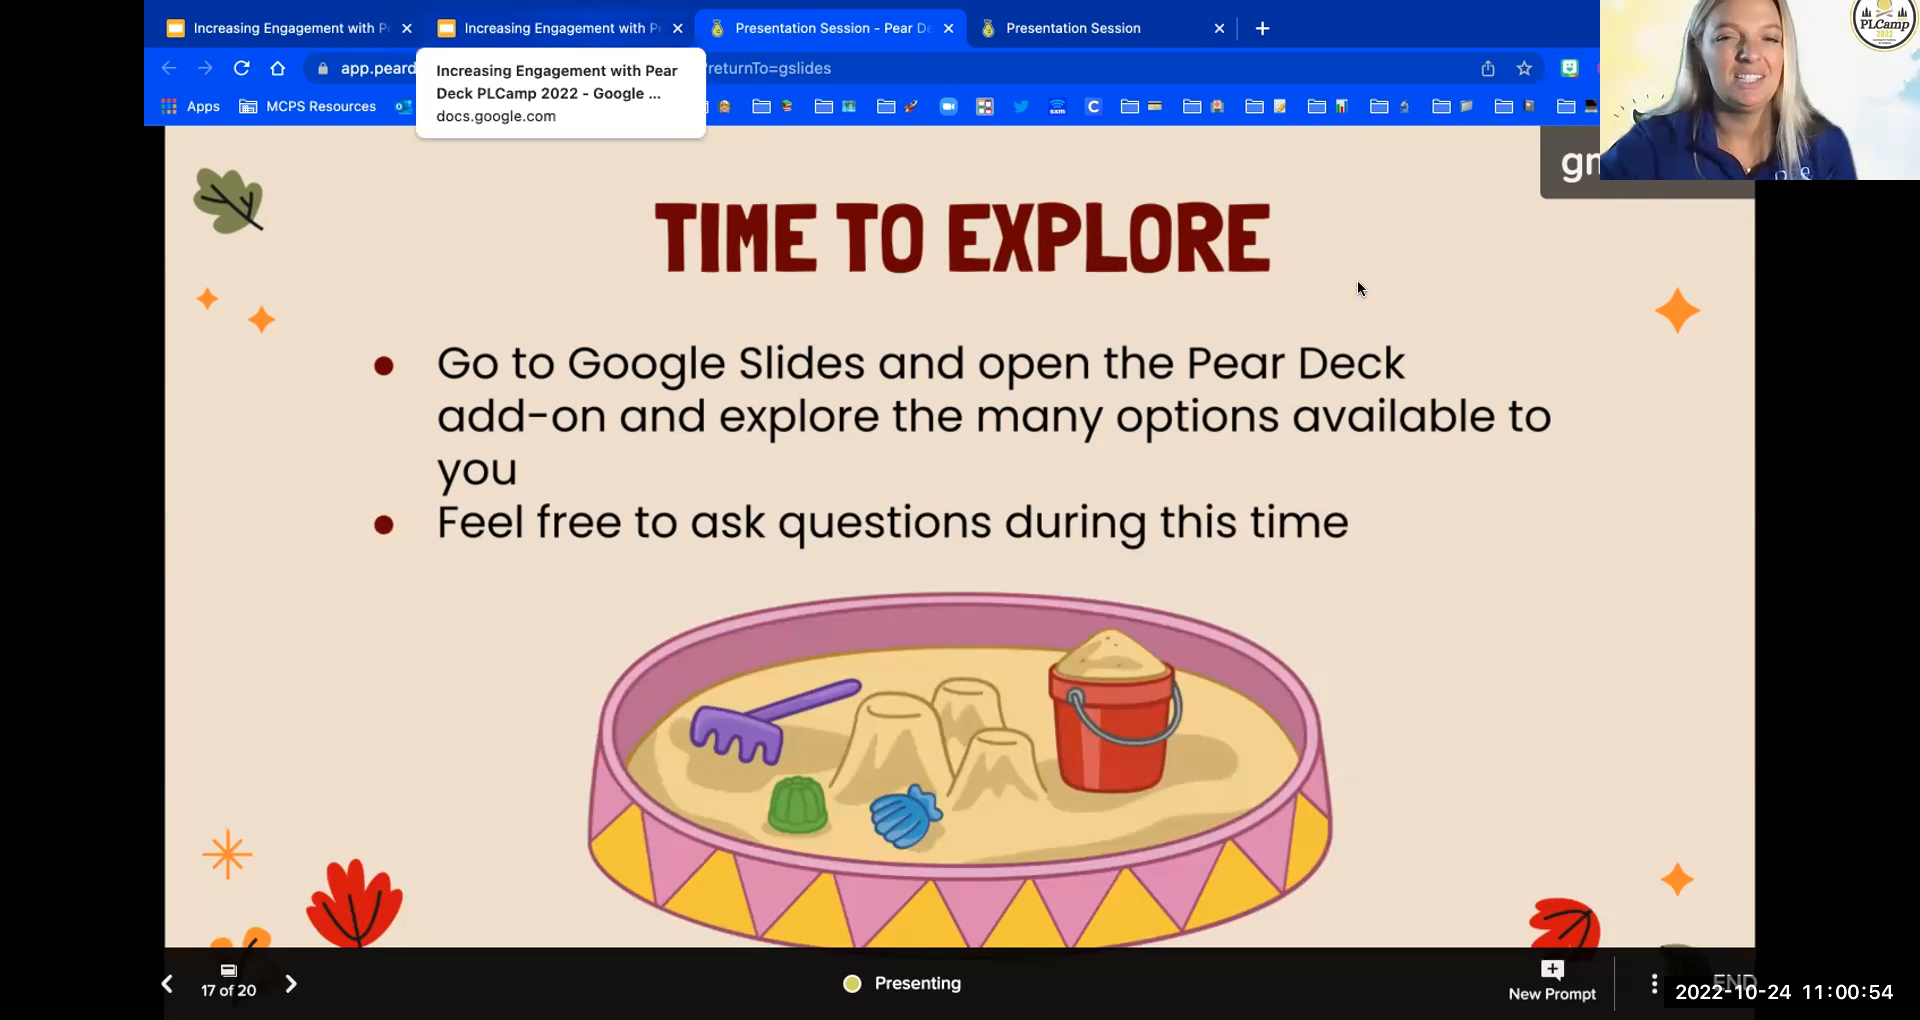 Increasing Engagement with P
Increasing Engagement with P
Presentation Session - Pear D
Presentation Session
app.peard
returnTo=gslides
Increasing Engagement with Pear
Deck PLCamp 2022 - Google ...
docs.google.com
Apps
MCPS Resources
PLCamp
2022
gn
TIME TO EXPLORE
Go to Google Slides and open the Pear Deck
add-on and explore the many options available to
you
Feel free to ask questions during this time
17 of 20
Presenting
New Prompt
END
2022-10-24 11:00:54